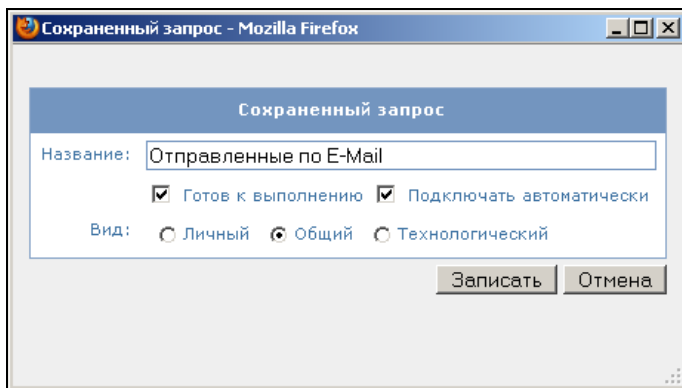 Сохраненный запрос - Mozilla Firefox
Сохраненный запрос
Название: Отправленные по E-Mail
Готов к выполнению Подключать автоматически
Вид: Личный Общий Технологический
Записать Отмена